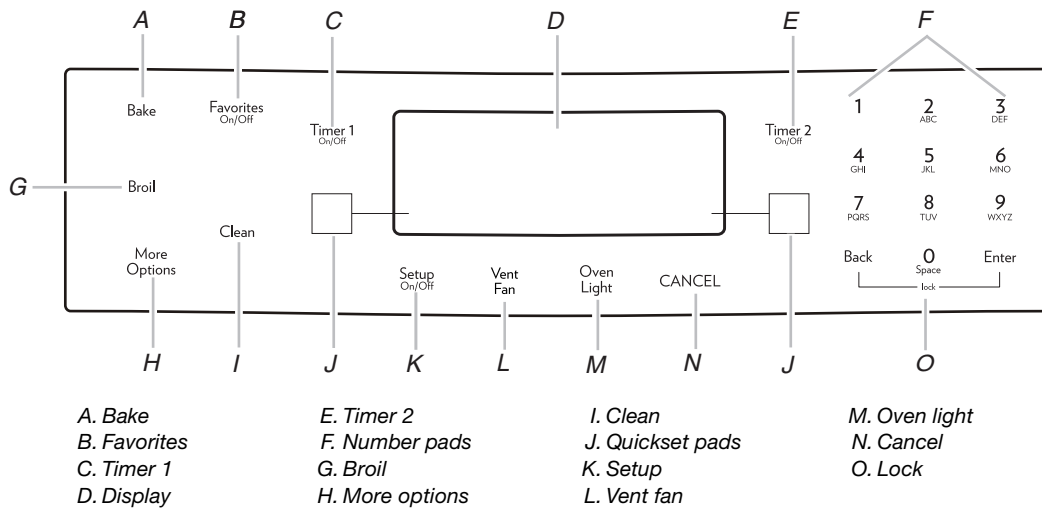 A B C D E F
Bake
Favorites
On/Off
Timer 1
On/Off
Timer 2
On/Off
1 2 3
ABC DEF
4 5 6
GHI JKL MNO
7 8 9
PQRS TUV WXYZ
G
Broil
Clean
More
Options
Setup
On/Off
Vent
Fan
Oven
Light
CANCEL
Back 0 Enter
Space
lock
H I J K L M N J O
A. Bake
B. Favorites
C. Timer 1
D. Display
E. Timer 2
F. Number pads
G. Broil
H. More options
I. Clean
J. Quickset pads
K. Setup
L. Vent fan
M. Oven light
N. Cancel
O. Lock